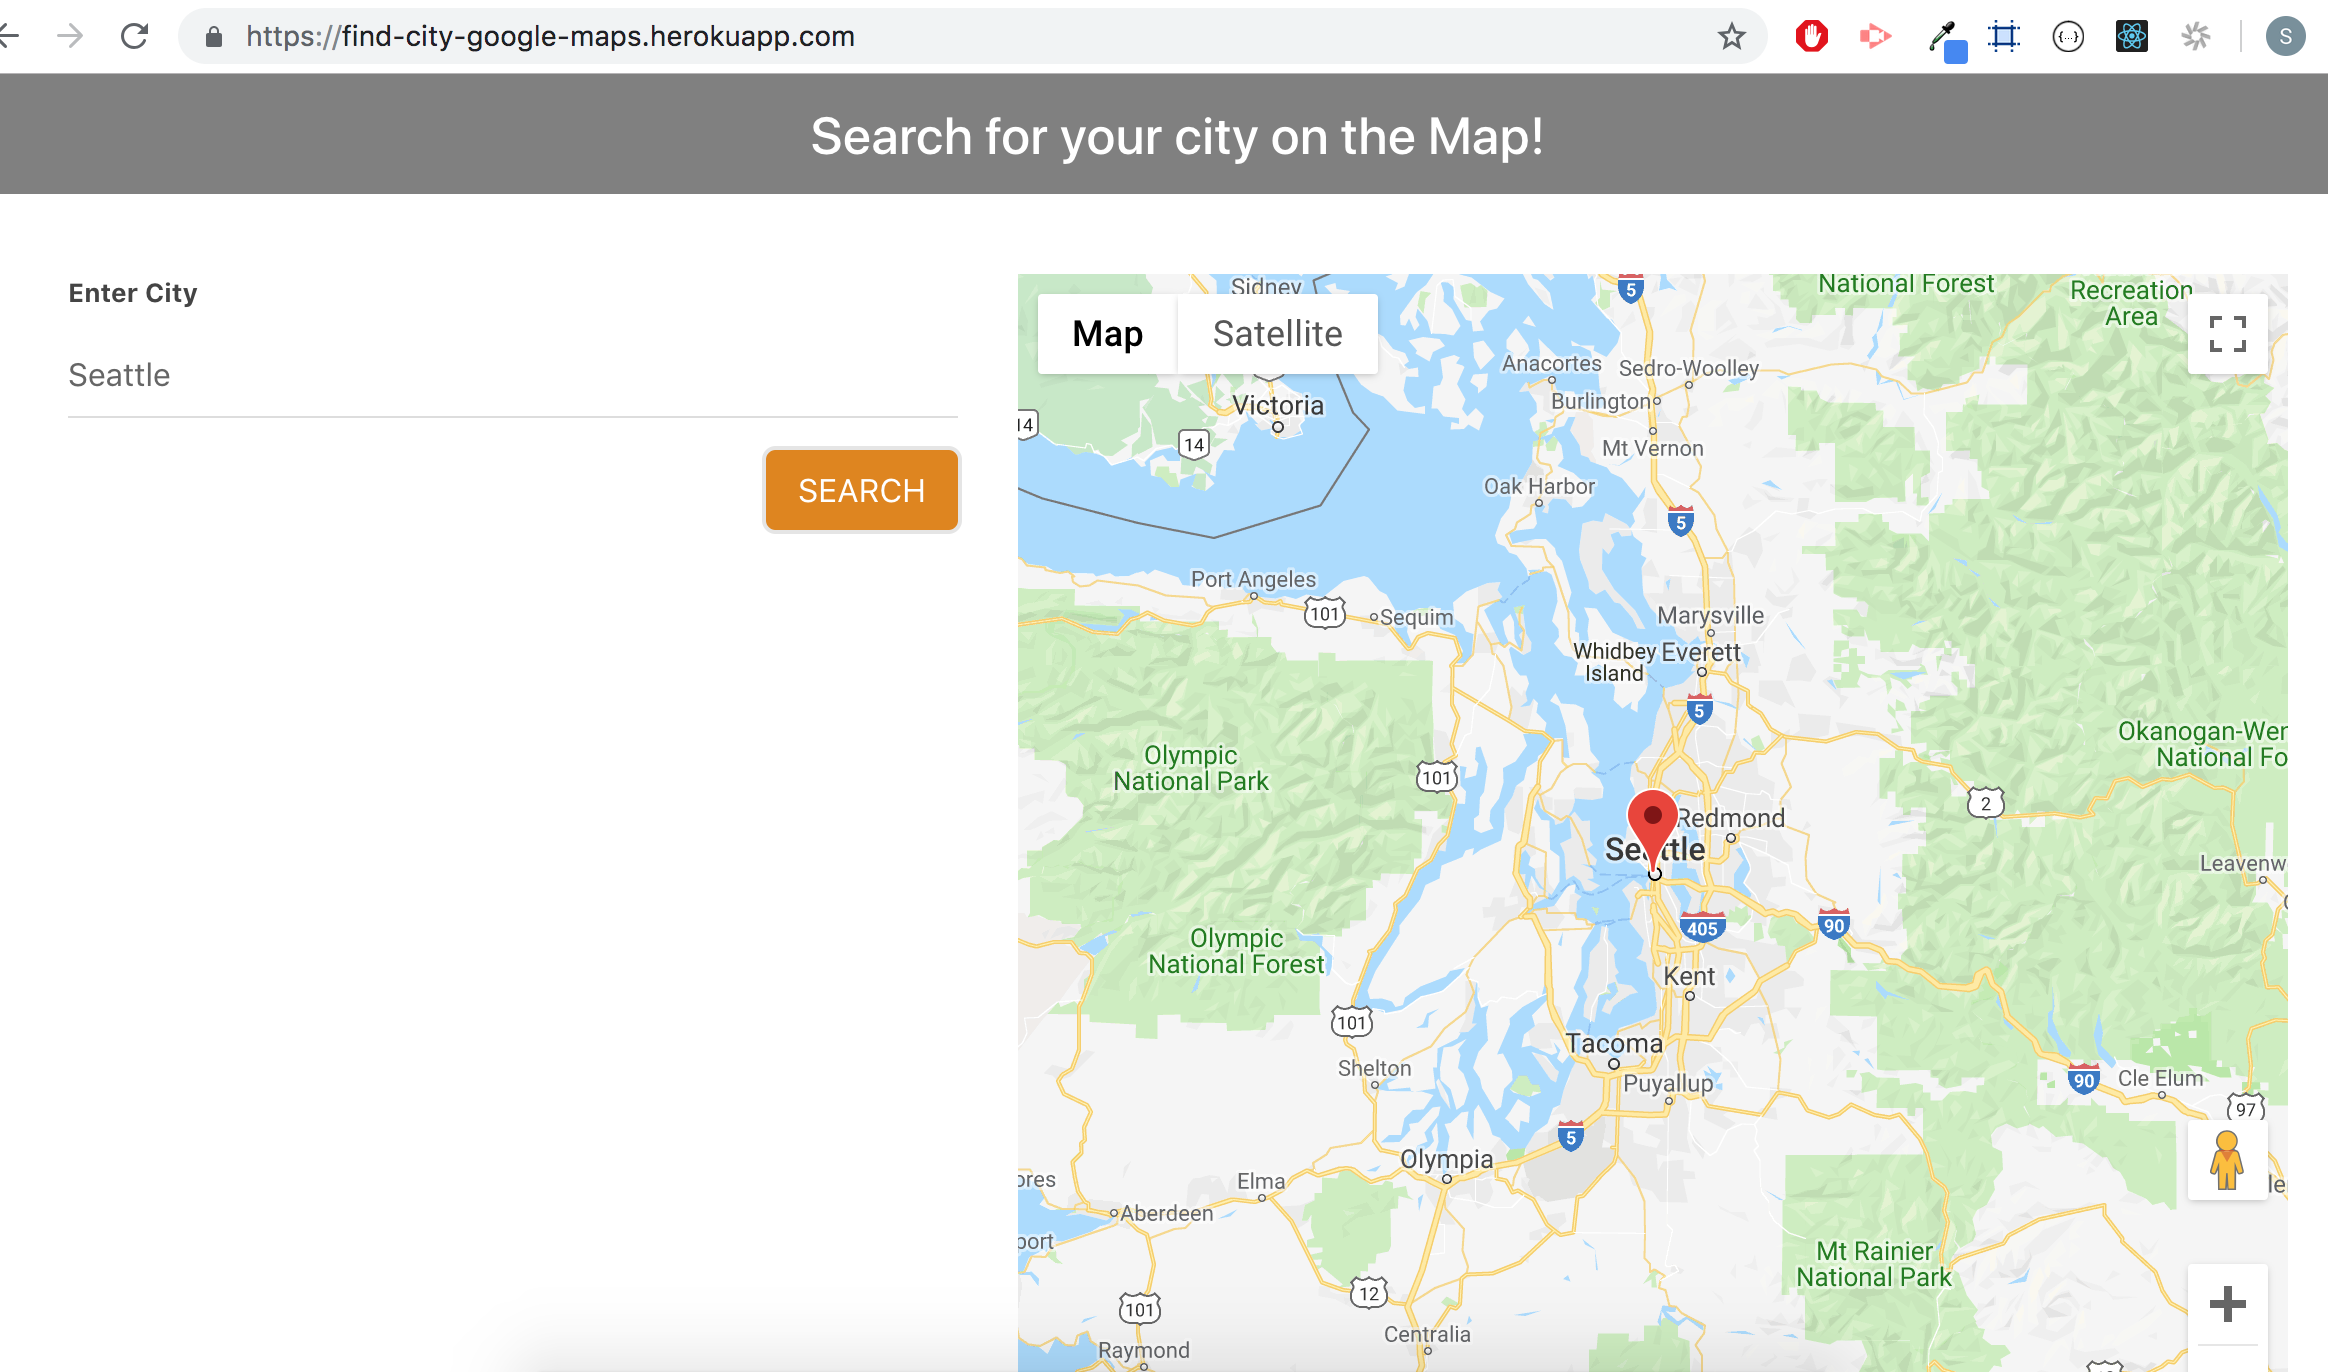 https://find-city-google-maps.herokuapp.com
S
Search for your city on the Map!
Enter City
Seattle
SEARCH
Map
Satellite
Sidney
5
National Forest
Recreation
Area
Anacortes
Sedro-Woolley
Victoria
Burlington
14
14
Mt Vernon
Oak Harbor
5
Port Angeles
101
Sequim
Marysville
Whidbey
Island
Everett
5
Olympic
National Park
101
Okanogan-Wen
National Fo
2
Redmond
Seattle
Leavenw
405
90
Olympic
National Forest
Kent
101
Tacoma
Shelton
Puyallup
90
Cle Elum
97
5
Olympia
Elma
ores
le
Aberdeen
port
Mt Rainier
National Park
12
101
Centralia
Raymond